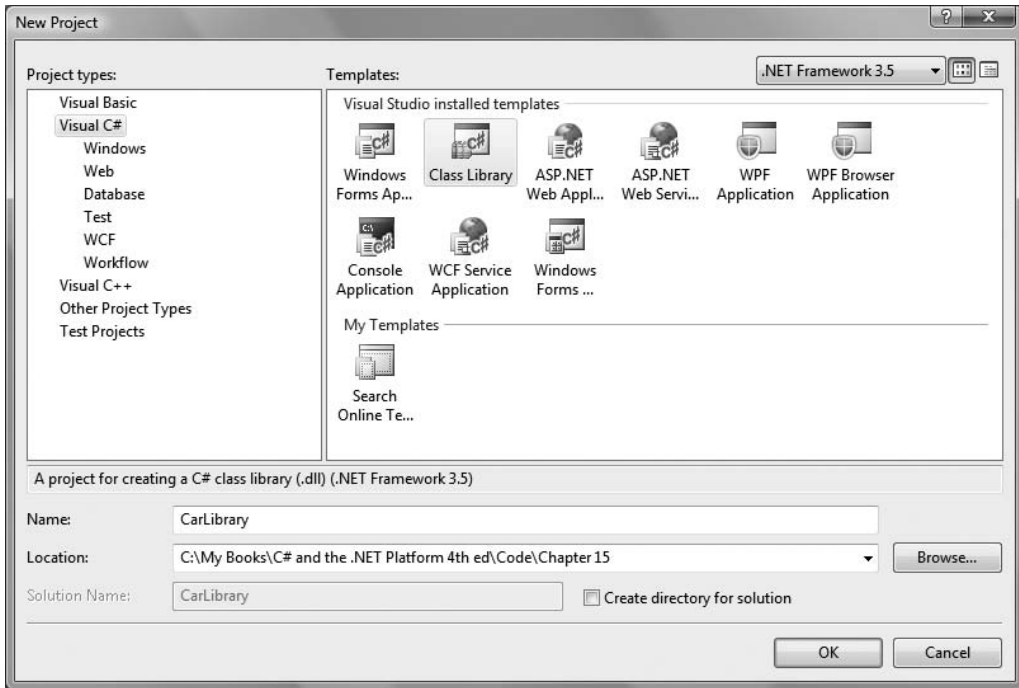 New Project
Project types:
Templates:
.NET Framework 3.5
Visual Basic
Visual C#
Windows
Web
Database
Test
WCF
Workflow
Visual C++
Other Project Types
Test Projects
Visual Studio installed templates
Windows Forms Ap...
Class Library
ASP.NET Web Appl...
ASP.NET Web Servi...
WPF Application
WPF Browser Application
Console Application
WCF Service Application
Windows Forms ...
My Templates
Search Online Te...
A project for creating a C# class library (.dll) (.NET Framework 3.5)
Name:
CarLibrary
Location:
C:\My Books\C# and the .NET Platform 4th ed\Code\Chapter 15
Browse...
Solution Name:
CarLibrary
Create directory for solution
OK
Cancel